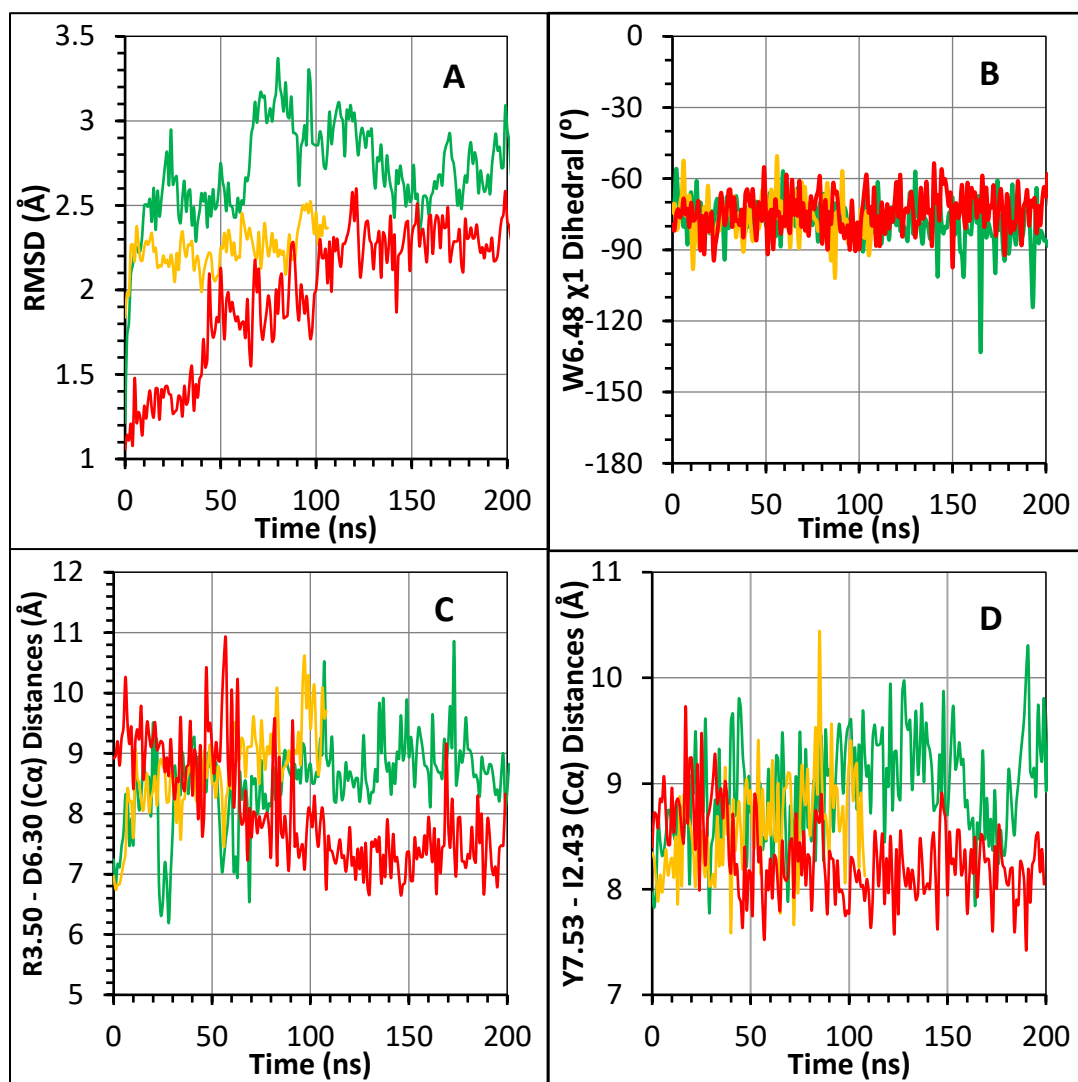 A
RMSD (Å)
3.5
3
2.5
2
1.5
1
0 50 100 150 200
Time (ns)
B
W6.48 χ1 Dihedral (º)
0
-30
-60
-90
-120
-150
-180
0 50 100 150 200
Time (ns)
C
R3.50 - D6.30 (Cα) Distances (Å)
12
11
10
9
8
7
6
5
0 50 100 150 200
Time (ns)
D
Y7.53 - I2.43 (Cα) Distances (Å)
11
10
9
8
7
0 50 100 150 200
Time (ns)